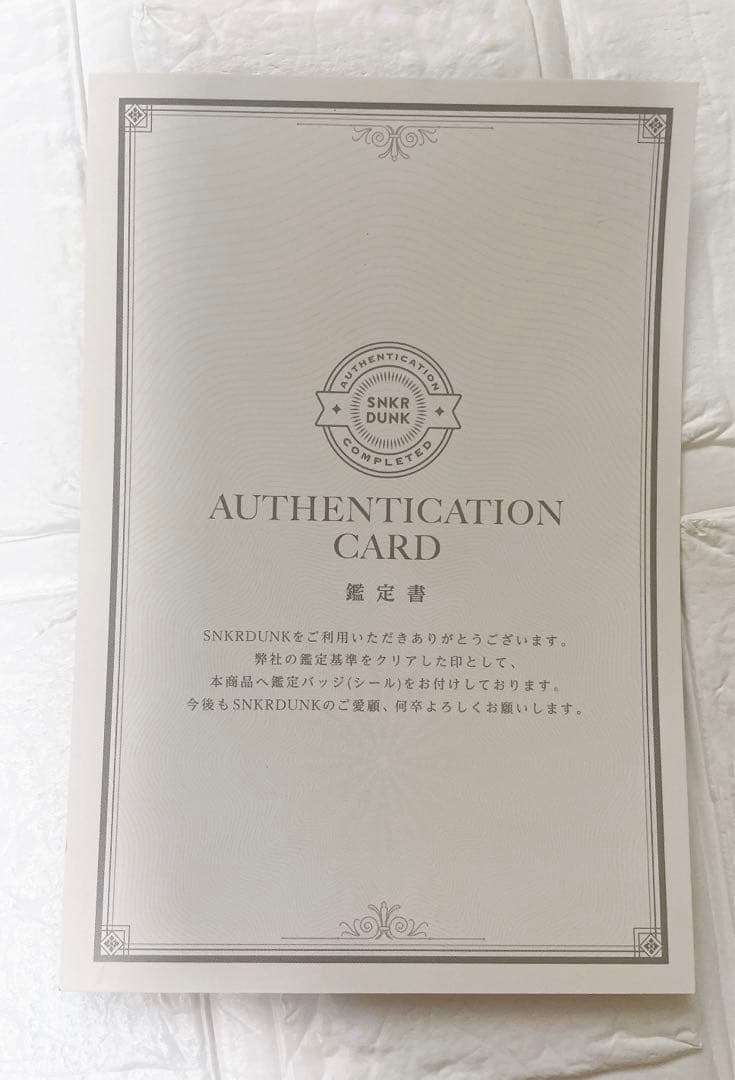 AUTHENTICATION
SNKR
DUNK
COMPLETED
AUTHENTICATION
CARD
鑑定書
SNKRDUNKをご利用いただきありがとうございます。
弊社の鑑定基準をクリアした印として、
本商品へ鑑定バッジ(シール)をお付けしております。
今後もSNKRDUNKのご愛顧、何卒よろしくお願いします。